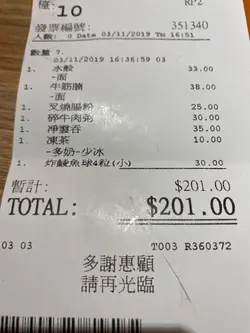 檯: 10 RP2
發票號碼: 351340
人數: 0 Date 03/11/2019 Tm 16:51
數量 ?.
03/11/2019 16:36:59 03
1. 水餃 33.00
-面
1. 牛筋腩 38.00
-面
1. 叉燒腸粉 25.00
1. 碎牛肉粥 30.00
1. 淨雲吞 35.00
1. 凍茶 10.00
-多奶-少冰
1. 炸鯪魚球4粒(小) 30.00
暫計: $201.00
TOTAL: $201.00
03 03 T003 R360372
多謝惠顧
請再光臨